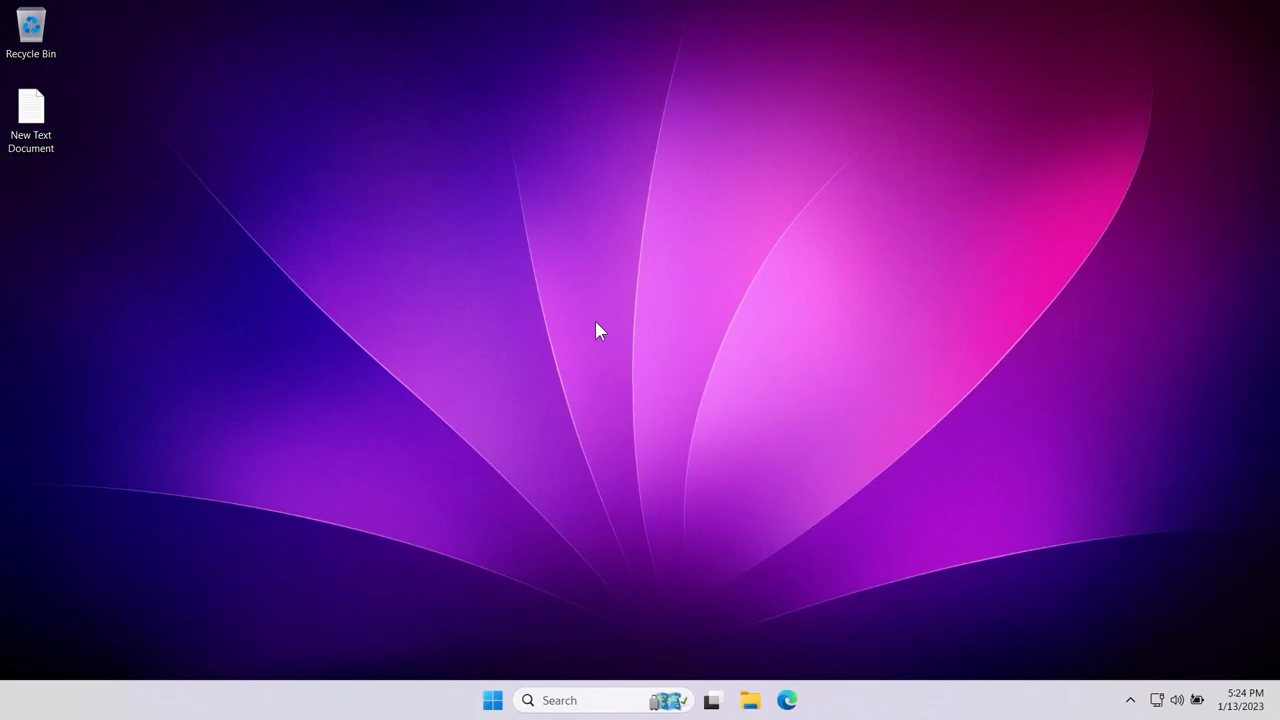 Recycle Bin
New Text
Document
Search
5:24 PM
1/13/2023